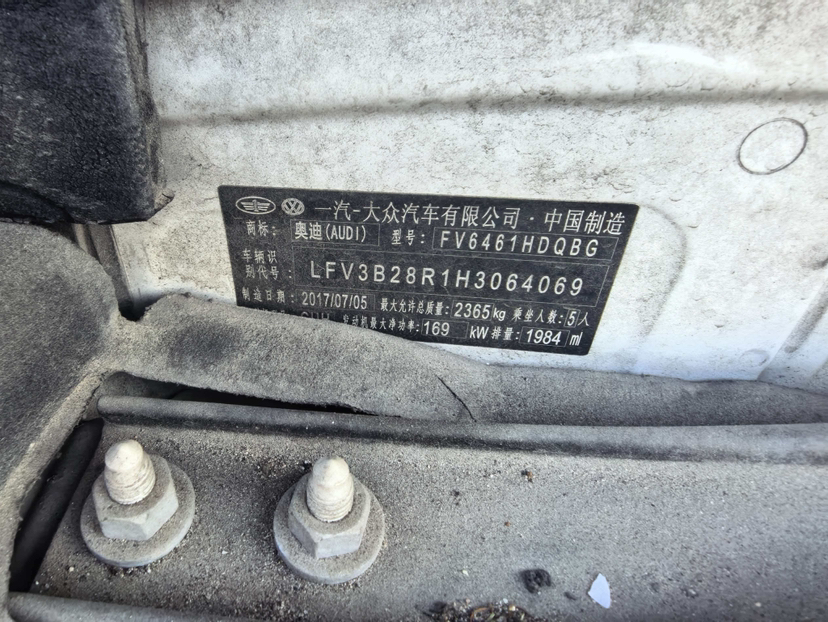 一汽-大众汽车有限公司·中国制造
商标: 奥迪(AUDI) 型号: FV6461HDQBG
车辆识
别代号: LFV3B28R1H3064069
制造日期: 2017/07/05 最大允许总质量: 2365kg 乘坐人数: 5人
发动机最大净功率: 169 kW 排量: 1984 ml